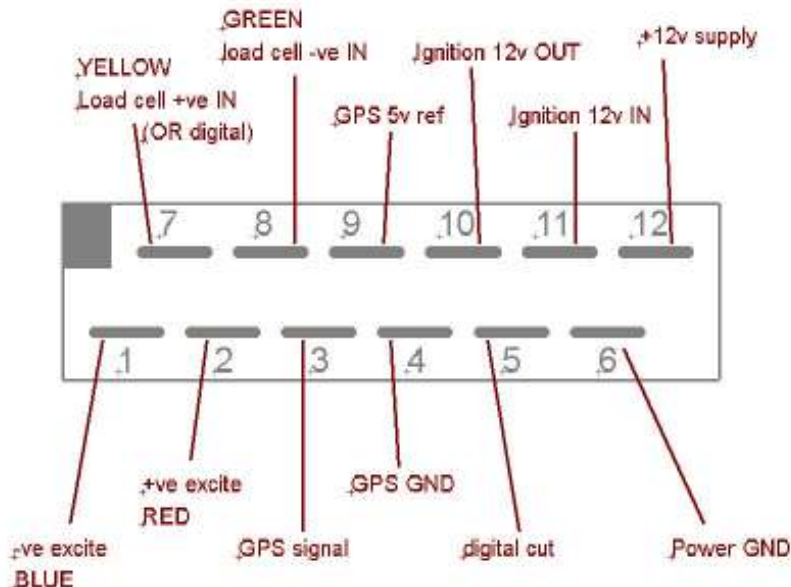 GREEN
load cell -ve IN
Ignition 12v OUT
+12v supply
YELLOW
Load cell +ve IN
(OR digital)
GPS 5v ref
Ignition 12v IN
7 8 9 10 11 12
1 2 3 4 5 6
+ve excite
RED
GPS GND
-ve excite
BLUE
GPS signal
digital cut
Power GND